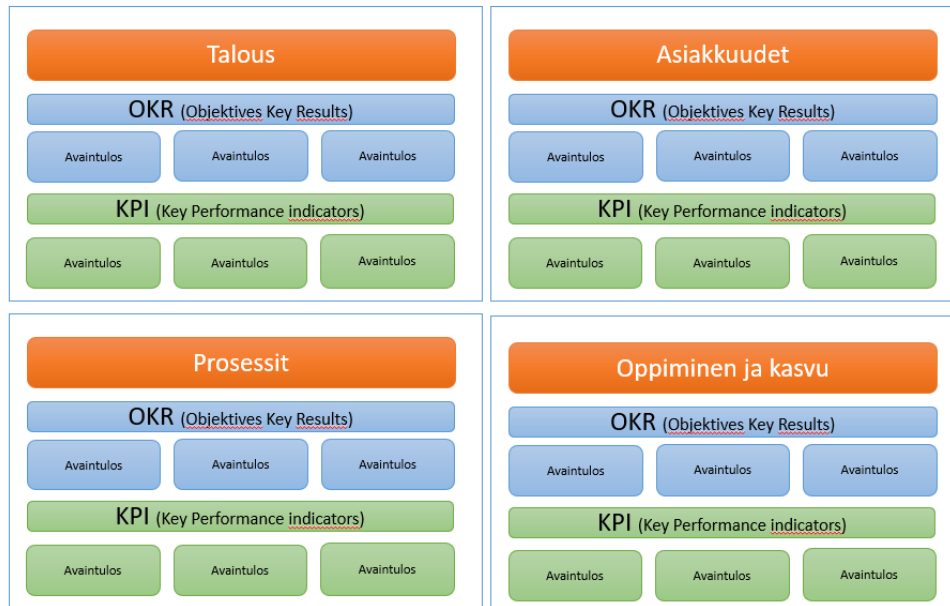 Talous
OKR (Objektives Key Results)
Avaintulos Avaintulos Avaintulos
KPI (Key Performance indicators)
Avaintulos Avaintulos Avaintulos
Asiakkuudet
OKR (Objektives Key Results)
Avaintulos Avaintulos Avaintulos
KPI (Key Performance indicators)
Avaintulos Avaintulos Avaintulos
Prosessit
OKR (Objektives Key Results)
Avaintulos Avaintulos Avaintulos
KPI (Key Performance indicators)
Avaintulos Avaintulos Avaintulos
Oppiminen ja kasvu
OKR (Objektives Key Results)
Avaintulos Avaintulos Avaintulos
KPI (Key Performance indicators)
Avaintulos Avaintulos Avaintulos